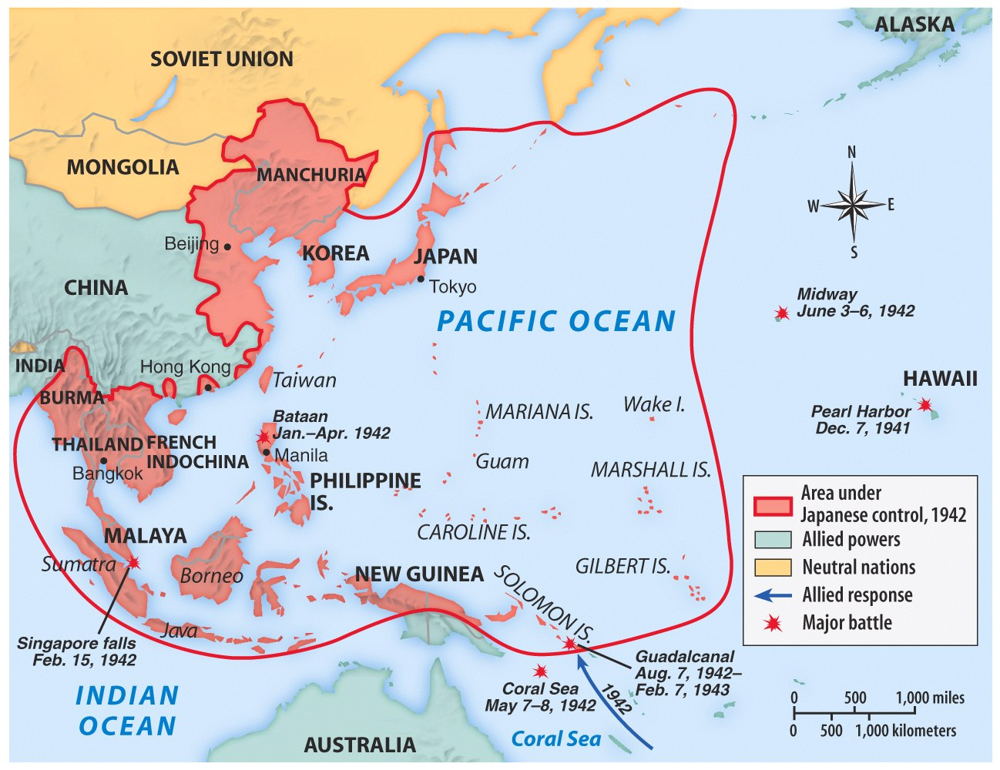 ALASKA
SOVIET UNION
MONGOLIA
MANCHURIA
N
W
E
S
Beijing
KOREA
JAPAN
Tokyo
CHINA
Midway
June 3–6, 1942
PACIFIC OCEAN
INDIA
Hong Kong
Taiwan
HAWAII
BURMA
MARIANA IS.
Wake I.
Pearl Harbor
Dec. 7, 1941
Bataan
Jan.–Apr. 1942
THAILAND
FRENCH
INDOCHINA
Manila
Bangkok
Guam
MARSHALL IS.
PHILIPPINE
IS.
Area under
Japanese control, 1942
Allied powers
Neutral nations
Allied response
Major battle
MALAYA
CAROLINE IS.
Sumatra
Borneo
NEW GUINEA
SOLOMON IS.
GILBERT IS.
Java
Singapore falls
Feb. 15, 1942
Guadalcanal
Aug. 7, 1942–
Feb. 7, 1943
Coral Sea
May 7–8, 1942
1942
INDIAN
OCEAN
AUSTRALIA
Coral Sea
0 500 1,000 miles
0 500 1,000 kilometers